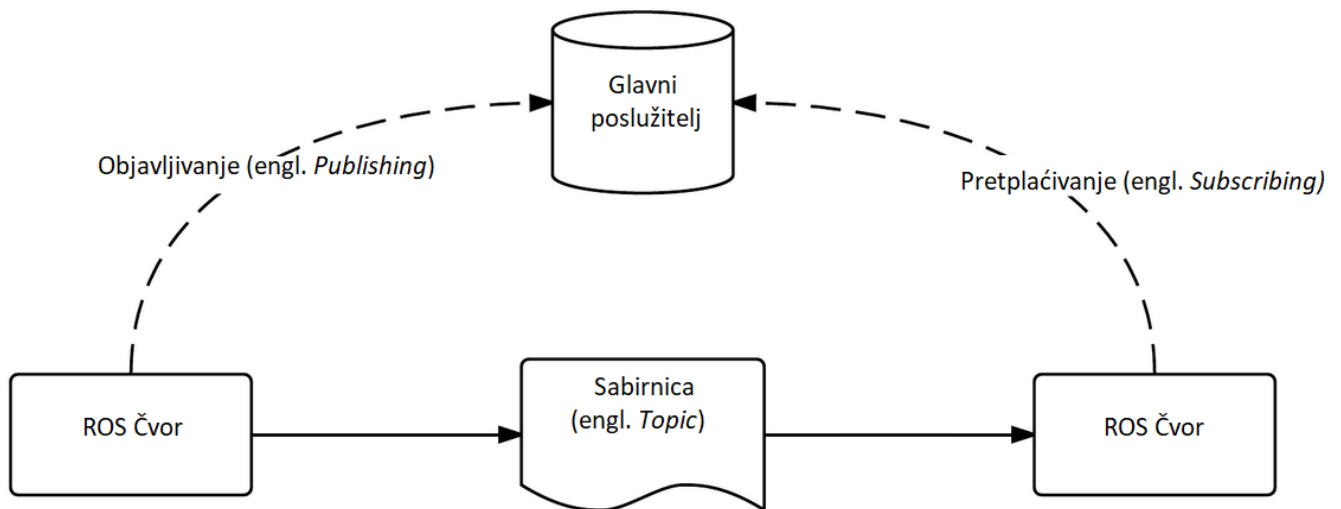 Glavni
poslužitelj
Objavljivanje (engl. Publishing)
Pretplaćivanje (engl. Subscribing)
ROS Čvor
Sabirnica
(engl. Topic)
ROS Čvor